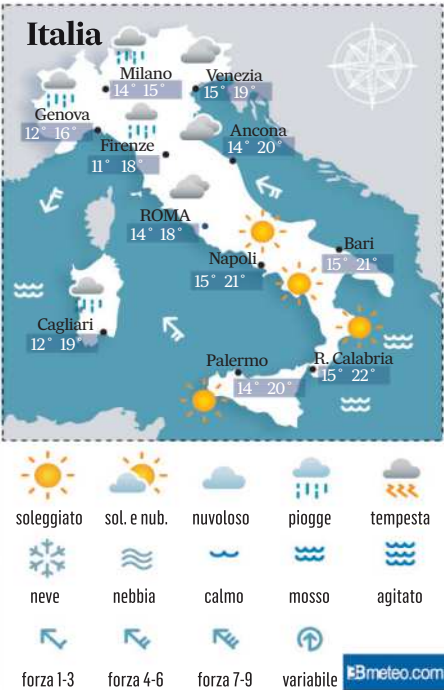 Italia
Milano
14° 15°
Venezia
15° 19°
Genova
12° 16°
Firenze
11° 18°
Ancona
14° 20°
ROMA
14° 18°
Napoli
15° 21°
Bari
15° 21°
Cagliari
12° 19°
Palermo
14° 20°
R. Calabria
15° 22°
soleggiato sol. e nub. nuvoloso piogge tempesta
neve nebbia calmo mosso agitato
forza 1-3 forza 4-6 forza 7-9 variabile
3Bmeteo.com